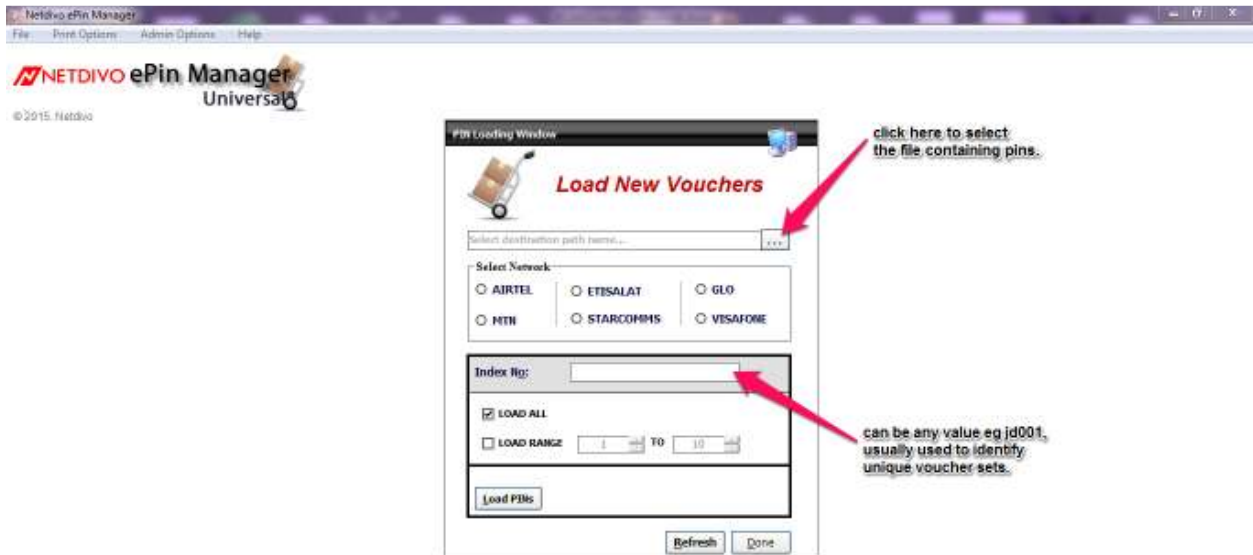 Netdivo ePin Manager
File Print Options Admin Options Help
NETDIVO ePin Manager
Universal
© 2015. Netdivo
PIN Loading Window
click here to select
the file containing pins.
Load New Vouchers
Select destination path name...
...
Select Network
AIRTEL ETISALAT GLO
MTN STARCOMMS VISAFONE
Index No:
LOAD ALL
LOAD RANGE 1 TO 10
can be any value eg jd001,
usually used to identify
unique voucher sets.
Load PINs
Refresh Done